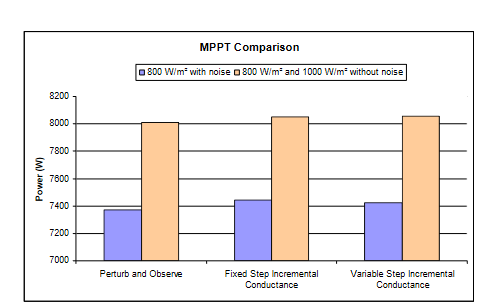 MPPT Comparison
800 W/m² with noise 800 W/m² and 1000 W/m² without noise
8200
8000
7800
7600
7400
7200
7000
Power (W)
Perturb and Observe
Fixed Step Incremental
Conductance
Variable Step Incremental
Conductance